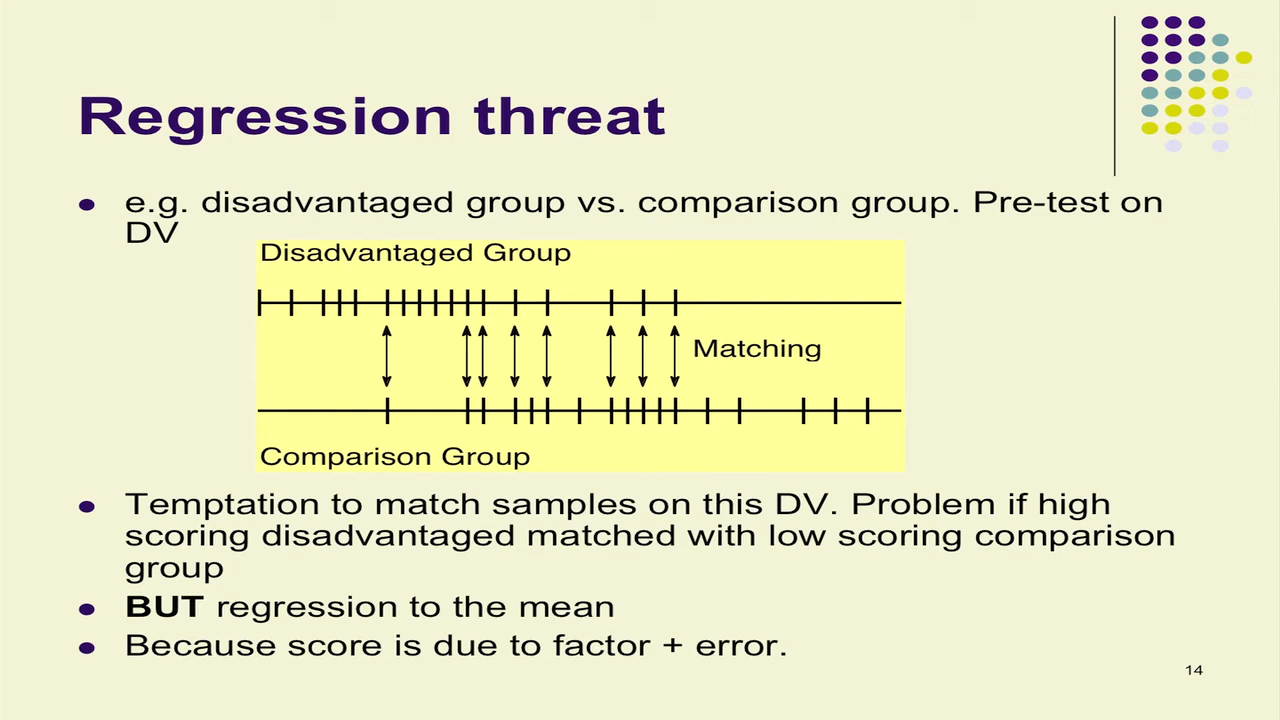 Regression threat
e.g. disadvantaged group vs. comparison group. Pre-test on
DV
Disadvantaged Group
Matching
Comparison Group
Temptation to match samples on this DV. Problem if high
scoring disadvantaged matched with low scoring comparison
group
BUT regression to the mean
Because score is due to factor + error.
14